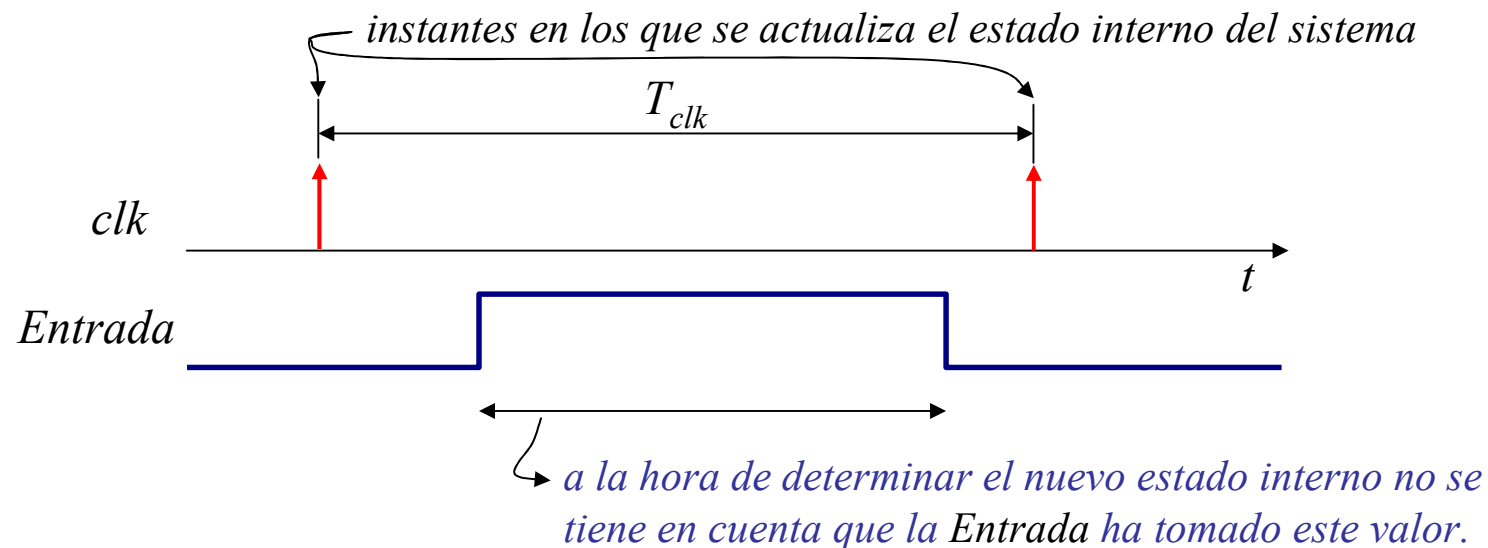 instantes en los que se actualiza el estado interno del sistema
T_clk
clk
t
Entrada
a la hora de determinar el nuevo estado interno no se
tiene en cuenta que la Entrada ha tomado este valor.